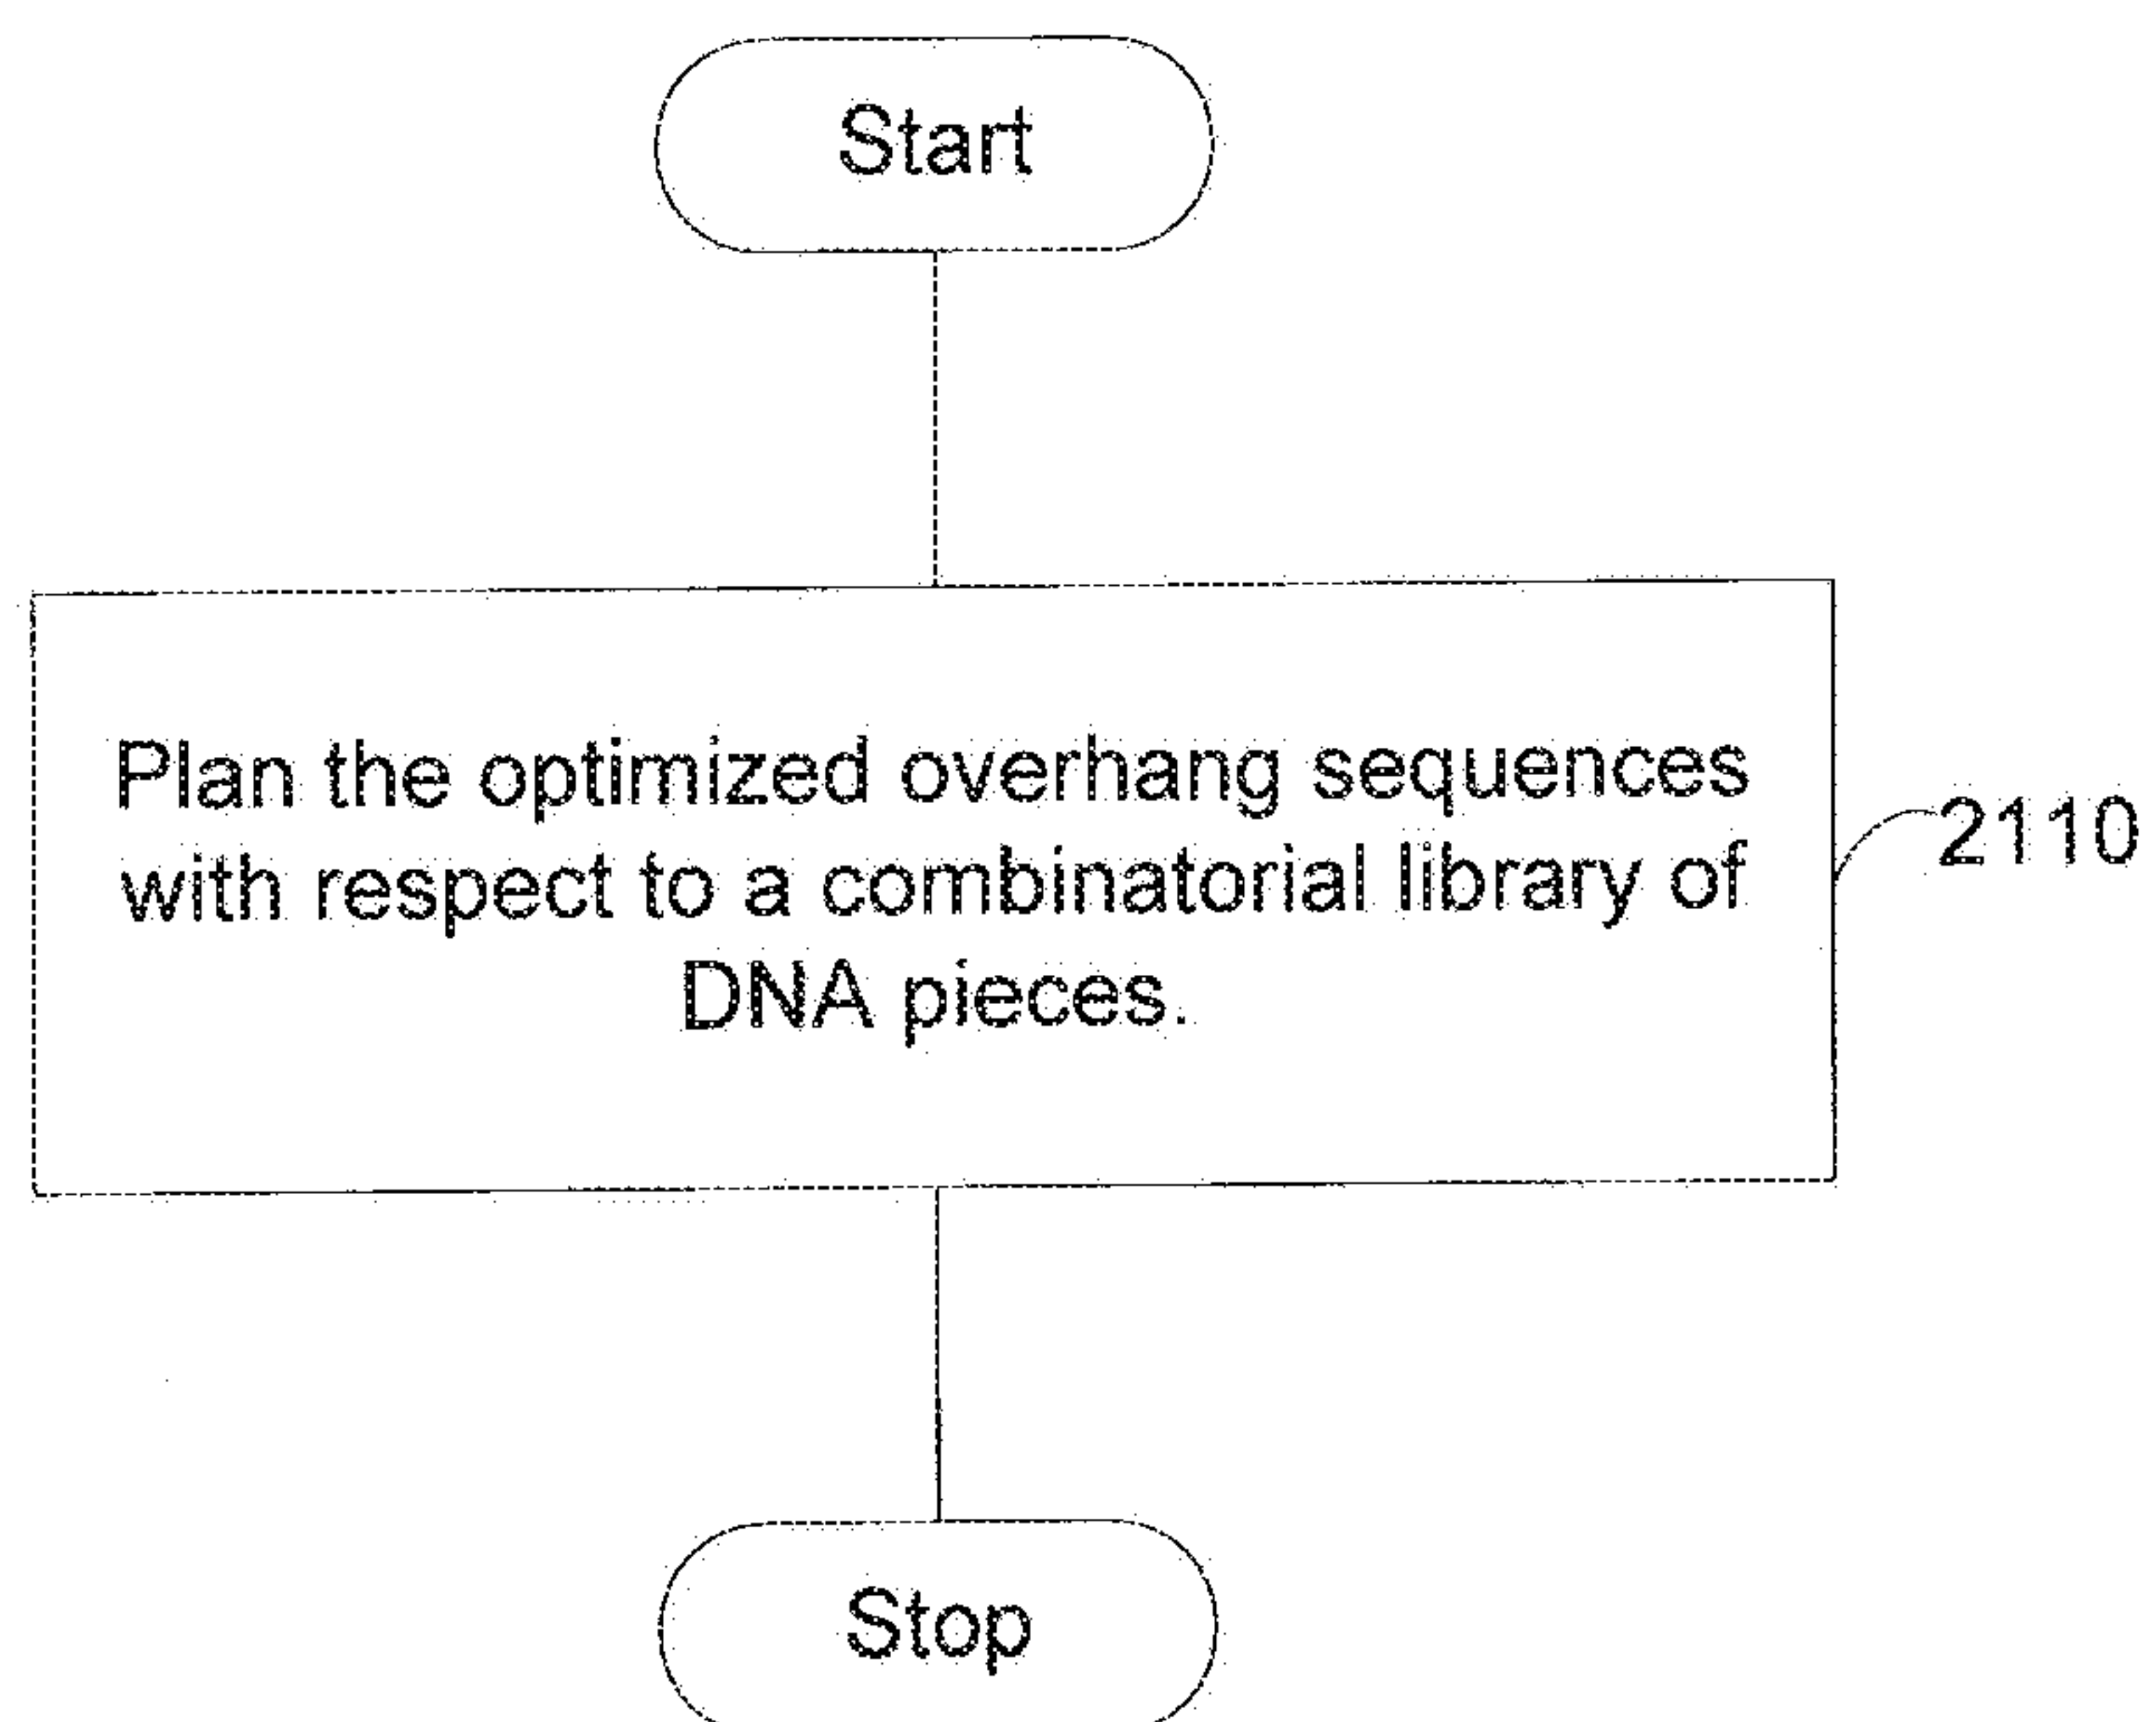 Start
Plan the optimized overhang sequences
with respect to a combinatorial library of
DNA pieces.
2110
Stop